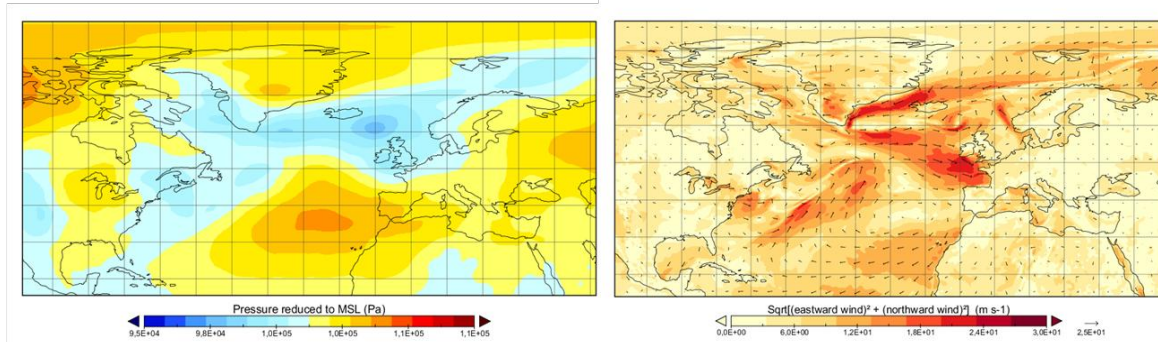 Pressure reduced to MSL (Pa)
9,5E+04 9,8E+04 1,0E+05 1,0E+05 1,1E+05 1,1E+05
Sqrt[(eastward wind)² + (northward wind)²] (m s-1)
0,0E+00 6,0E+00 1,2E+01 1,8E+01 2,4E+01 3,0E+01 2,5E+01